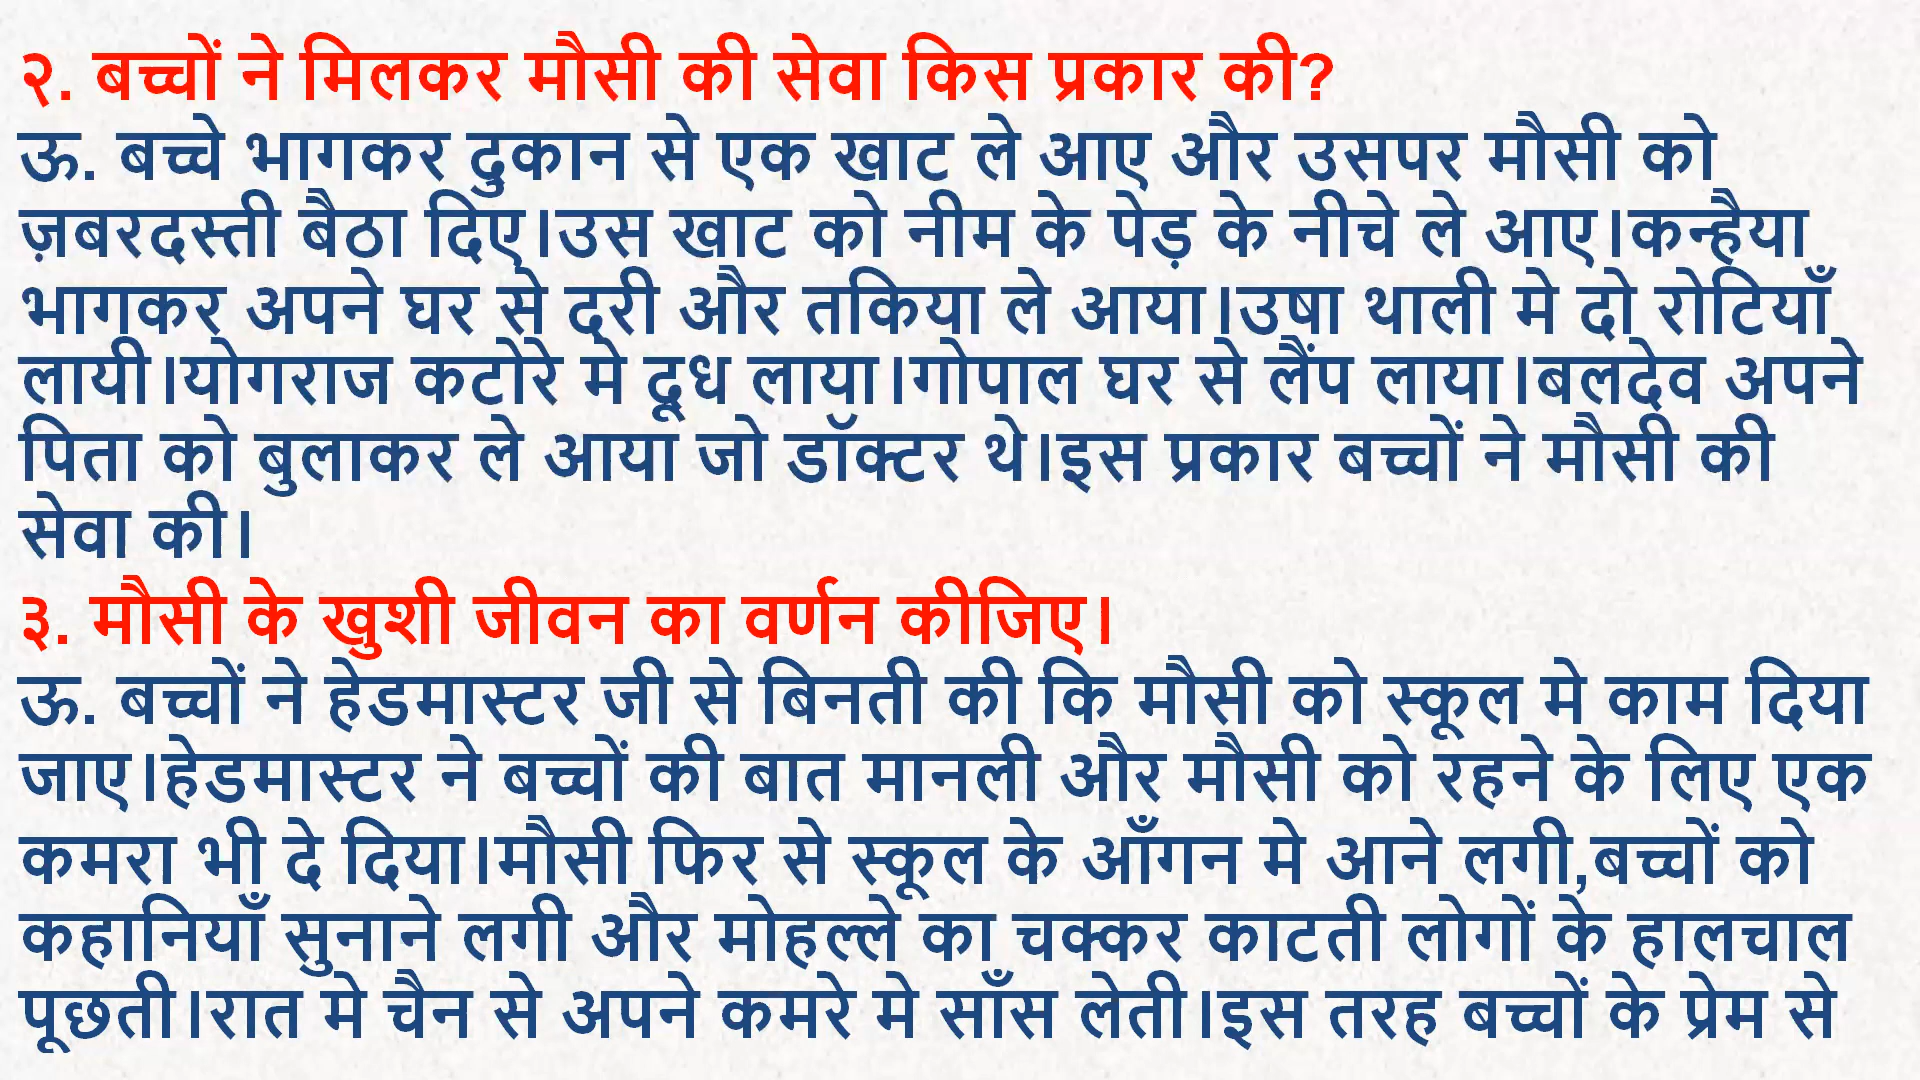 २. बच्चों ने मिलकर मौसी की सेवा किस प्रकार की?
ऊ. बच्चे भागकर दुकान से एक खाट ले आए और उसपर मौसी को
ज़बरदस्ती बैठा दिए।उस खाट को नीम के पेड़ के नीचे ले आए।कन्हैया
भागकर अपने घर से दरी और तकिया ले आया।उषा थाली मे दो रोटियाँ
लायी।योगराज कटोरे मे दूध लाया।गोपाल घर से लैंप लाया।बलदेव अपने
पिता को बुलाकर ले आया जो डॉक्टर थे।इस प्रकार बच्चों ने मौसी की
सेवा की।
३. मौसी के खुशी जीवन का वर्णन कीजिए।
ऊ. बच्चों ने हेडमास्टर जी से बिनती की कि मौसी को स्कूल मे काम दिया
जाए।हेडमास्टर ने बच्चों की बात मानली और मौसी को रहने के लिए एक
कमरा भी दे दिया।मौसी फिर से स्कूल के आँगन मे आने लगी,बच्चों को
कहानियाँ सुनाने लगी और मोहल्ले का चक्कर काटती लोगों के हालचाल
पूछती।रात मे चैन से अपने कमरे मे साँस लेती।इस तरह बच्चों के प्रेम से